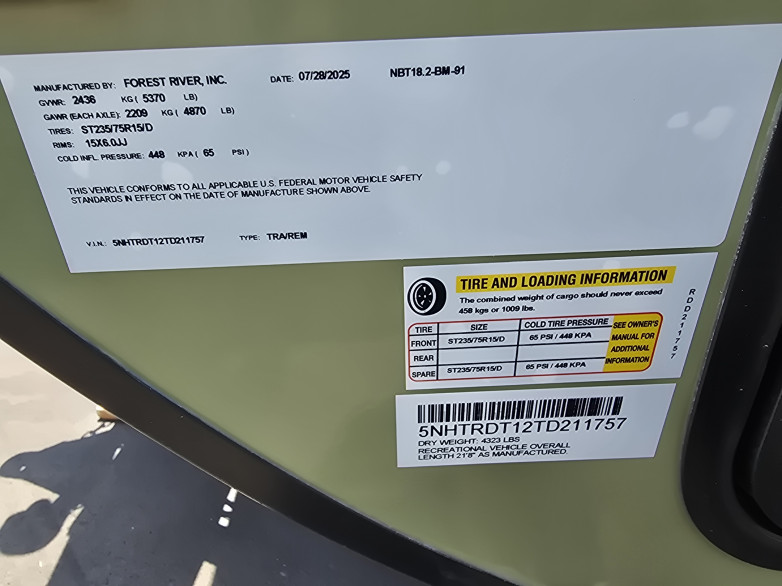 MANUFACTURED BY: FOREST RIVER, INC. DATE: 07/28/2025 NBT18.2-BM-91
GVWR: 2436 KG ( 5370 LB)
GAWR (EACH AXLE): 2209 KG ( 4870 LB)
TIRES: ST235/75R15/D
RIMS: 15X6.0JJ
COLD INFL. PRESSURE: 448 KPA ( 65 PSI )
THIS VEHICLE CONFORMS TO ALL APPLICABLE U.S. FEDERAL MOTOR VEHICLE SAFETY
STANDARDS IN EFFECT ON THE DATE OF MANUFACTURE SHOWN ABOVE.
V.I.N.: 5NHTRDT12TD211757 TYPE: TRA/REM
TIRE AND LOADING INFORMATION
The combined weight of cargo should never exceed
458 kgs or 1009 lbs.
TIRE SIZE COLD TIRE PRESSURE SEE OWNER'S
FRONT ST235/75R15/D 65 PSI / 448 KPA MANUAL FOR
REAR ADDITIONAL
SPARE ST235/75R15/D 65 PSI / 448 KPA INFORMATION
RDD211757
5NHTRDT12TD211757
DRY WEIGHT: 4323 LBS
RECREATIONAL VEHICLE OVERALL
LENGTH 21'8" AS MANUFACTURED.